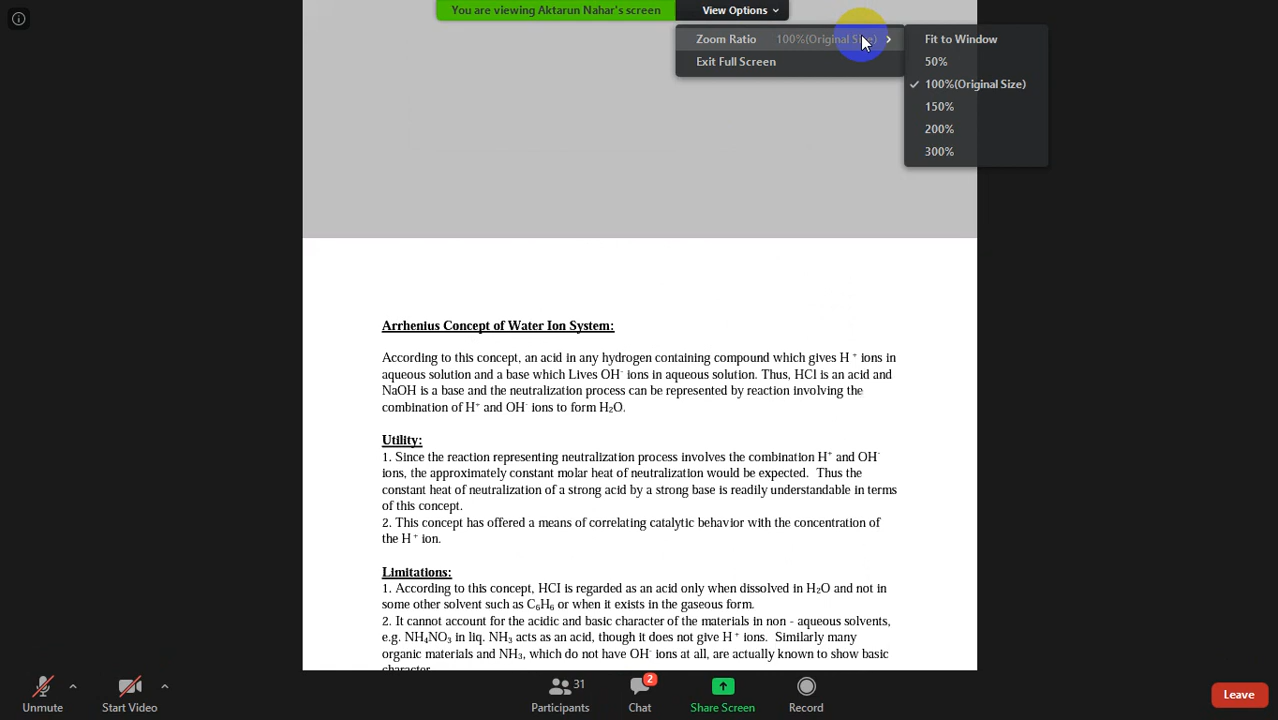 You are viewing Aktarun Nahar's screen
View Options
Zoom Ratio 100%(Original Size)
Exit Full Screen
Fit to Window
50%
100%(Original Size)
150%
200%
300%
Arrhenius Concept of Water Ion System:
According to this concept, an acid in any hydrogen containing compound which gives H⁺ ions in
aqueous solution and a base which Lives OH⁻ ions in aqueous solution. Thus, HCI is an acid and
NaOH is a base and the neutralization process can be represented by reaction involving the
combination of H⁺ and OH⁻ ions to form H₂O.
Utility:
1. Since the reaction representing neutralization process involves the combination H⁺ and OH⁻
ions, the approximately constant molar heat of neutralization would be expected. Thus the
constant heat of neutralization of a strong acid by a strong base is readily understandable in terms
of this concept.
2. This concept has offered a means of correlating catalytic behavior with the concentration of
the H⁺ ion.
Limitations:
1. According to this concept, HCI is regarded as an acid only when dissolved in H₂O and not in
some other solvent such as C₆H₆ or when it exists in the gaseous form.
2. It cannot account for the acidic and basic character of the materials in non - aqueous solvents,
e.g. NH₄NO₃ in liq. NH₃ acts as an acid, though it does not give H⁺ ions. Similarly many
organic materials and NH₃, which do not have OH⁻ ions at all, are actually known to show basic
character.
Unmute
Start Video
31
Participants
2
Chat
Share Screen
Record
Leave